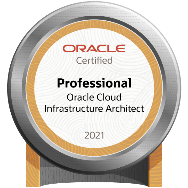 ORACLE
Certified
Professional
Oracle Cloud
Infrastructure Architect
2021